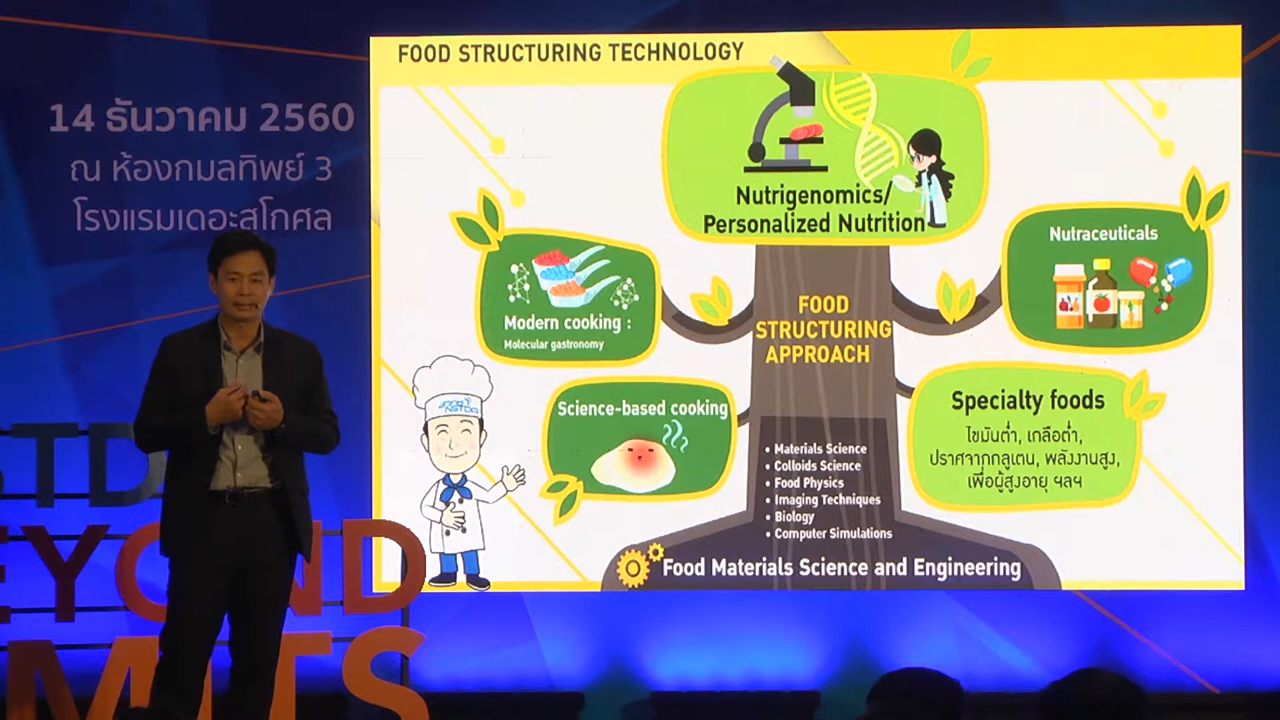 14 ธันวาคม 2560
ณ ห้องกมลทิพย์ 3
โรงแรมเดอะสุโกศล
STD
EYOND
MITS
FOOD STRUCTURING TECHNOLOGY
Nutrigenomics/
Personalized Nutrition
Modern cooking :
Molecular gastronomy
Science-based cooking
NSTDA
FOOD
STRUCTURING
APPROACH
• Materials Science
• Colloids Science
• Food Physics
• Imaging Techniques
• Biology
• Computer Simulations
Food Materials Science and Engineering
Nutraceuticals
Specialty foods
ไขมันต่ำ, เกลือต่ำ,
ปราศจากกลูเตน, พลังงานสูง,
เพื่อผู้สูงอายุ ฯลฯ